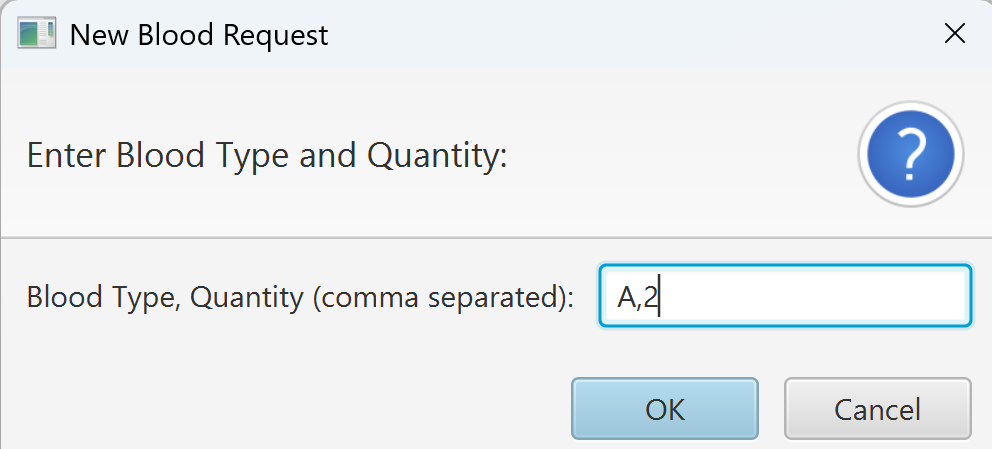 New Blood Request
Enter Blood Type and Quantity:
?
Blood Type, Quantity (comma separated): A,2
OK Cancel